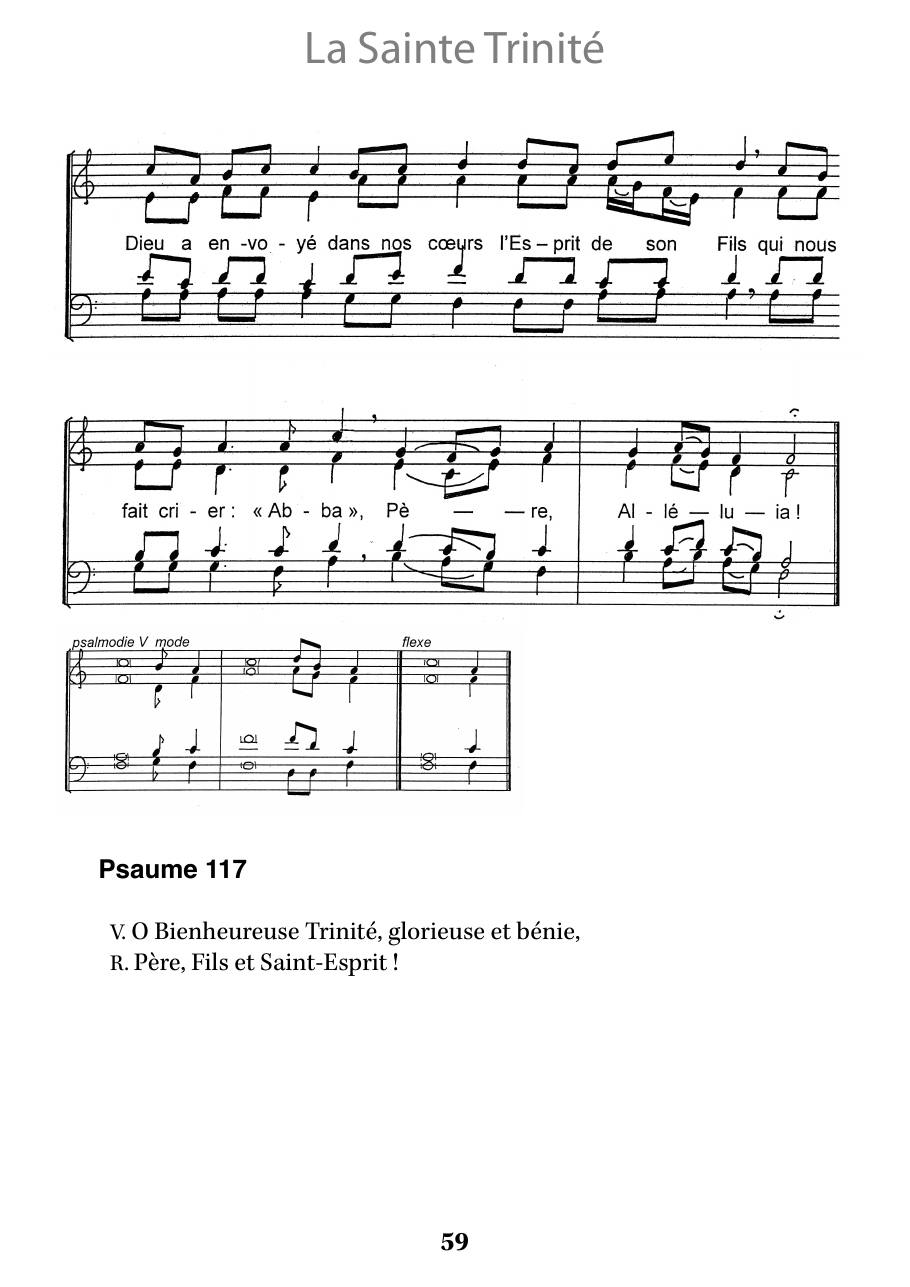 La Sainte Trinité
Dieu a en -vo - yé dans nos cœurs l'Es – prit de son Fils qui nous
fait cri - er : « Ab - ba », Pè — — re, Al - lé — lu — ia !
psalmodie V mode flexe
Psaume 117
V. O Bienheureuse Trinité, glorieuse et bénie,
R. Père, Fils et Saint-Esprit !
59